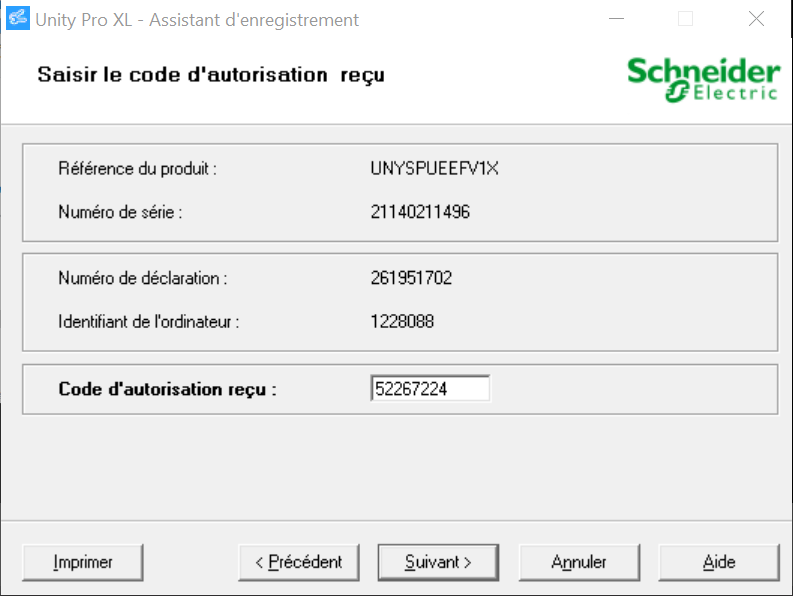 Unity Pro XL - Assistant d'enregistrement
Saisir le code d'autorisation reçu
Schneider
Electric
Référence du produit : UNYSPUEEFV1X
Numéro de série : 21140211496
Numéro de déclaration : 261951702
Identifiant de l'ordinateur : 1228088
Code d'autorisation reçu : 52267224
Imprimer < Précédent Suivant > Annuler Aide